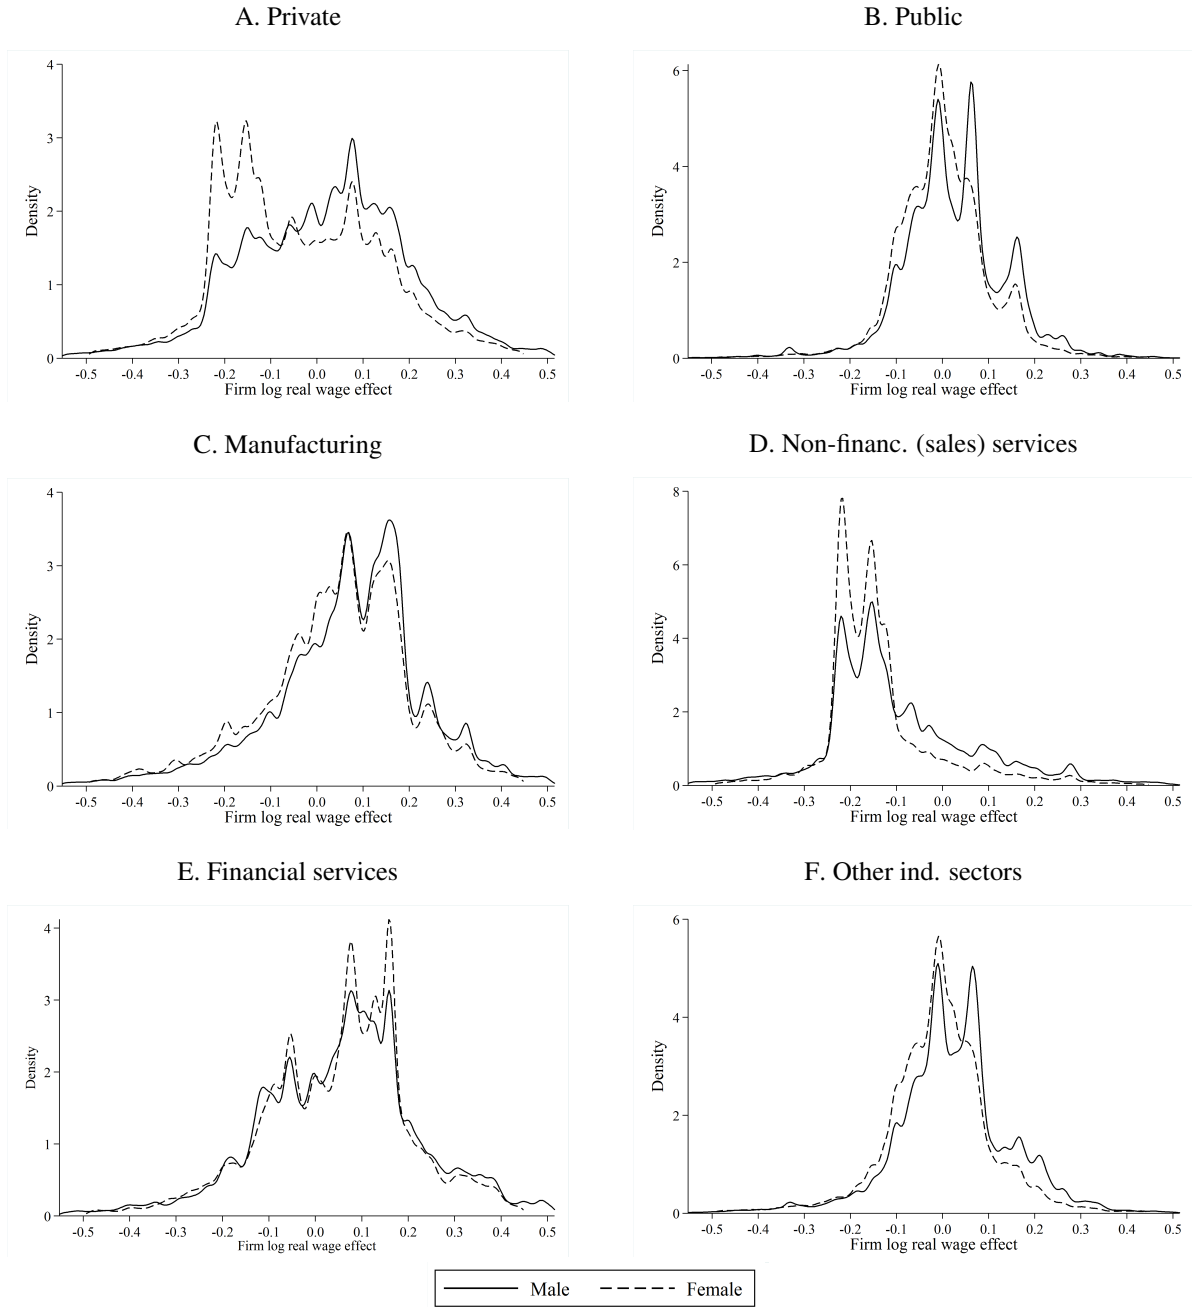 A. Private
4
3
2
1
0
Density
-0.5 -0.4 -0.3 -0.2 -0.1 0.0 0.1 0.2 0.3 0.4 0.5
Firm log real wage effect
B. Public
6
4
2
0
Density
-0.5 -0.4 -0.3 -0.2 -0.1 0.0 0.1 0.2 0.3 0.4 0.5
Firm log real wage effect
C. Manufacturing
4
3
2
1
0
Density
-0.5 -0.4 -0.3 -0.2 -0.1 0.0 0.1 0.2 0.3 0.4 0.5
Firm log real wage effect
D. Non-financ. (sales) services
8
6
4
2
0
Density
-0.5 -0.4 -0.3 -0.2 -0.1 0.0 0.1 0.2 0.3 0.4 0.5
Firm log real wage effect
E. Financial services
4
3
2
1
0
Density
-0.5 -0.4 -0.3 -0.2 -0.1 0.0 0.1 0.2 0.3 0.4 0.5
Firm log real wage effect
F. Other ind. sectors
6
4
2
0
Density
-0.5 -0.4 -0.3 -0.2 -0.1 0.0 0.1 0.2 0.3 0.4 0.5
Firm log real wage effect
Male Female